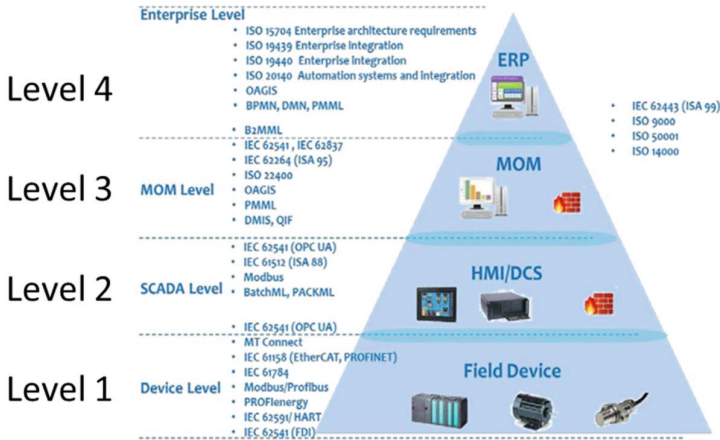 Enterprise Level
• ISO 15704 Enterprise architecture requirements
• ISO 19439 Enterprise integration
• ISO 19440 Enterprise integration
• ISO 20140 Automation systems and integration
• OAGIS
• BPMN, DMN, PMML
• B2MML
Level 4
ERP
• IEC 62443 (ISA 99)
• ISO 9000
• ISO 50001
• ISO 14000
• IEC 62541 , IEC 62837
• IEC 62264 (ISA 95)
• ISO 22400
• OAGIS
• PMML
• DMIS, QIF
Level 3
MOM Level
MOM
• IEC 62541 (OPC UA)
• IEC 61512 (ISA 88)
• Modbus
• BatchML, PACKML
• IEC 62541 (OPC UA)
Level 2
SCADA Level
HMI/DCS
• MT Connect
• IEC 61158 (EtherCAT, PROFINET)
• IEC 61784
• Modbus/Profibus
• PROFIenergy
• IEC 62591/ HART
• IEC 62541 (FDI)
Level 1
Device Level
Field Device